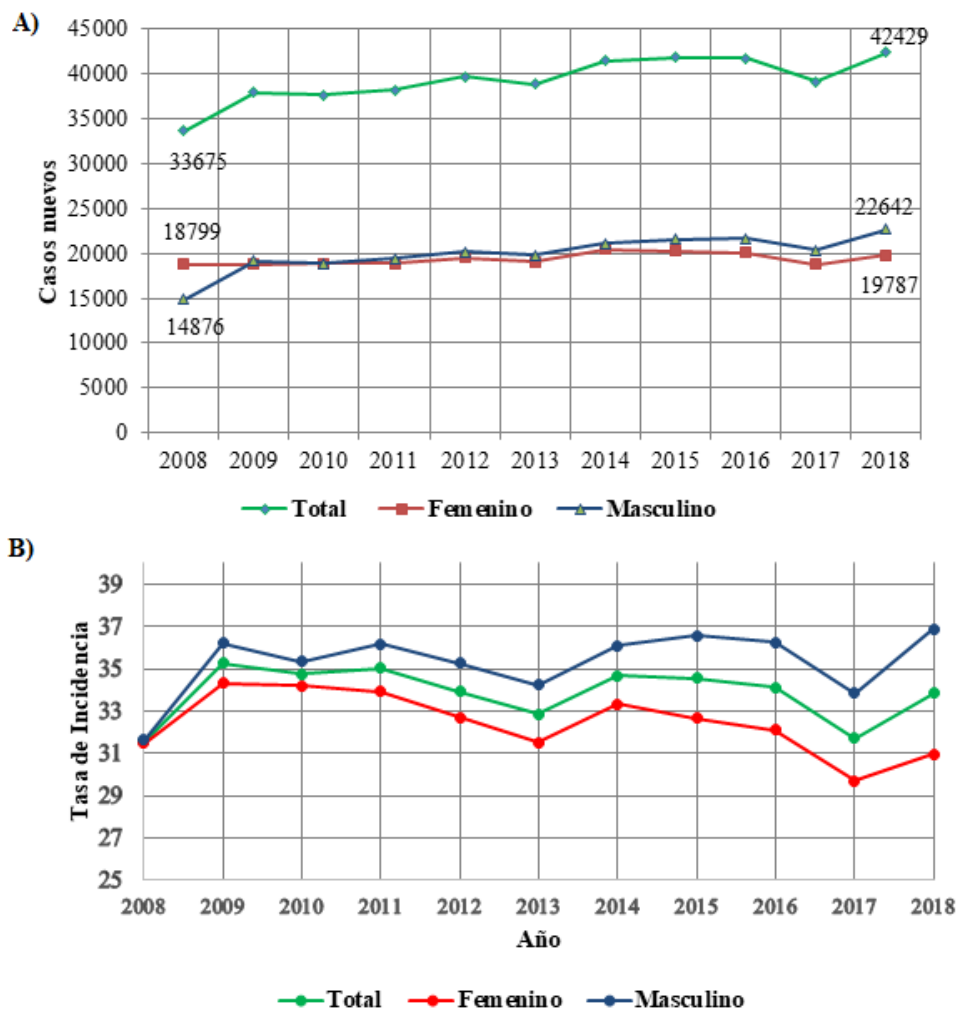 A)
Casos nuevos
45000
40000
35000
30000
25000
20000
15000
10000
5000
0
42429
33675
18799
14876
22642
19787
2008 2009 2010 2011 2012 2013 2014 2015 2016 2017 2018
Total Femenino Masculino
B)
Tasa de Incidencia
39
37
35
33
31
29
27
25
2008 2009 2010 2011 2012 2013 2014 2015 2016 2017 2018
Año
Total Femenino Masculino